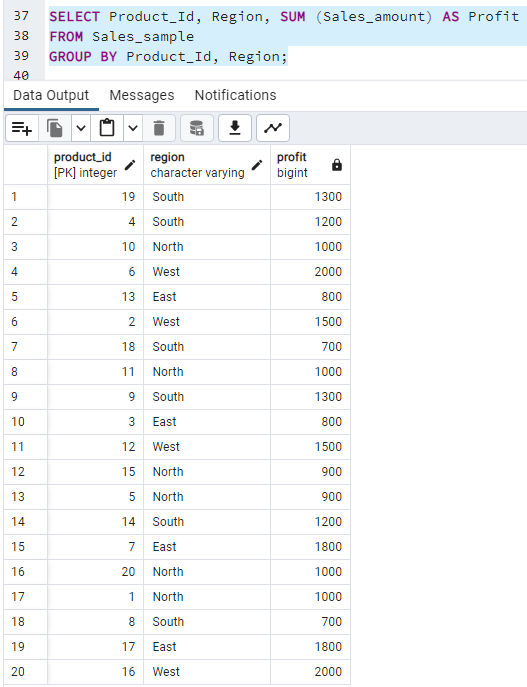 37 SELECT Product_Id, Region, SUM (Sales_amount) AS Profit
38 FROM Sales_sample
39 GROUP BY Product_Id, Region;
40
Data Output Messages Notifications
product_id region profit
[PK] integer character varying bigint
1 19 South 1300
2 4 South 1200
3 10 North 1000
4 6 West 2000
5 13 East 800
6 2 West 1500
7 18 South 700
8 11 North 1000
9 9 South 1300
10 3 East 800
11 12 West 1500
12 15 North 900
13 5 North 900
14 14 South 1200
15 7 East 1800
16 20 North 1000
17 1 North 1000
18 8 South 700
19 17 East 1800
20 16 West 2000